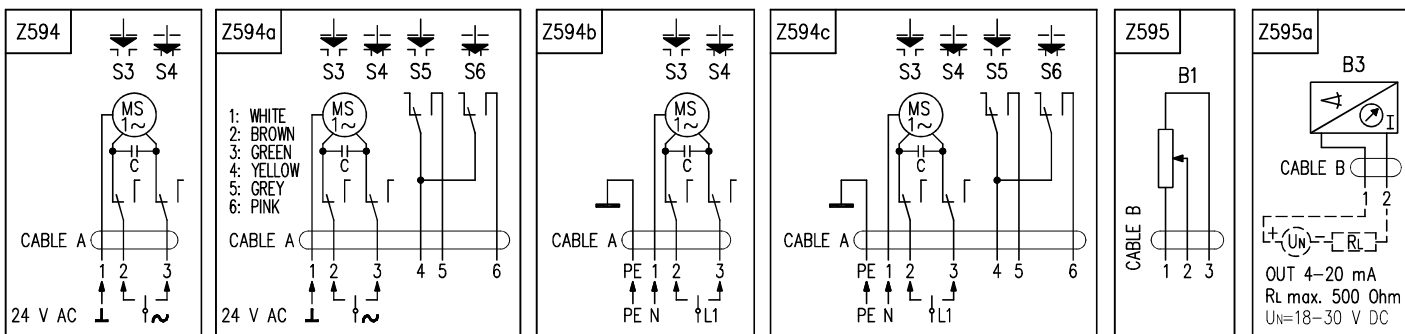 Z594
S3 S4
MS
1~
C
CABLE A
1 2 3
24 V AC ⊥ ~
Z594a
S3 S4 S5 S6
1: WHITE
2: BROWN
3: GREEN
4: YELLOW
5: GREY
6: PINK
MS
1~
C
CABLE A
1 2 3 4 5 6
24 V AC ⊥ ~
Z594b
S3 S4
MS
1~
C
CABLE A
PE 1 2 3
PE N L1
Z594c
S3 S4 S5 S6
MS
1~
C
CABLE A
PE 1 2 3 4 5 6
PE N L1
Z595
B1
CABLE B
1 2 3
Z595a
B3
I
CABLE B
1 2
+ UN − RL
OUT 4–20 mA
RL max. 500 Ohm
UN=18–30 V DC